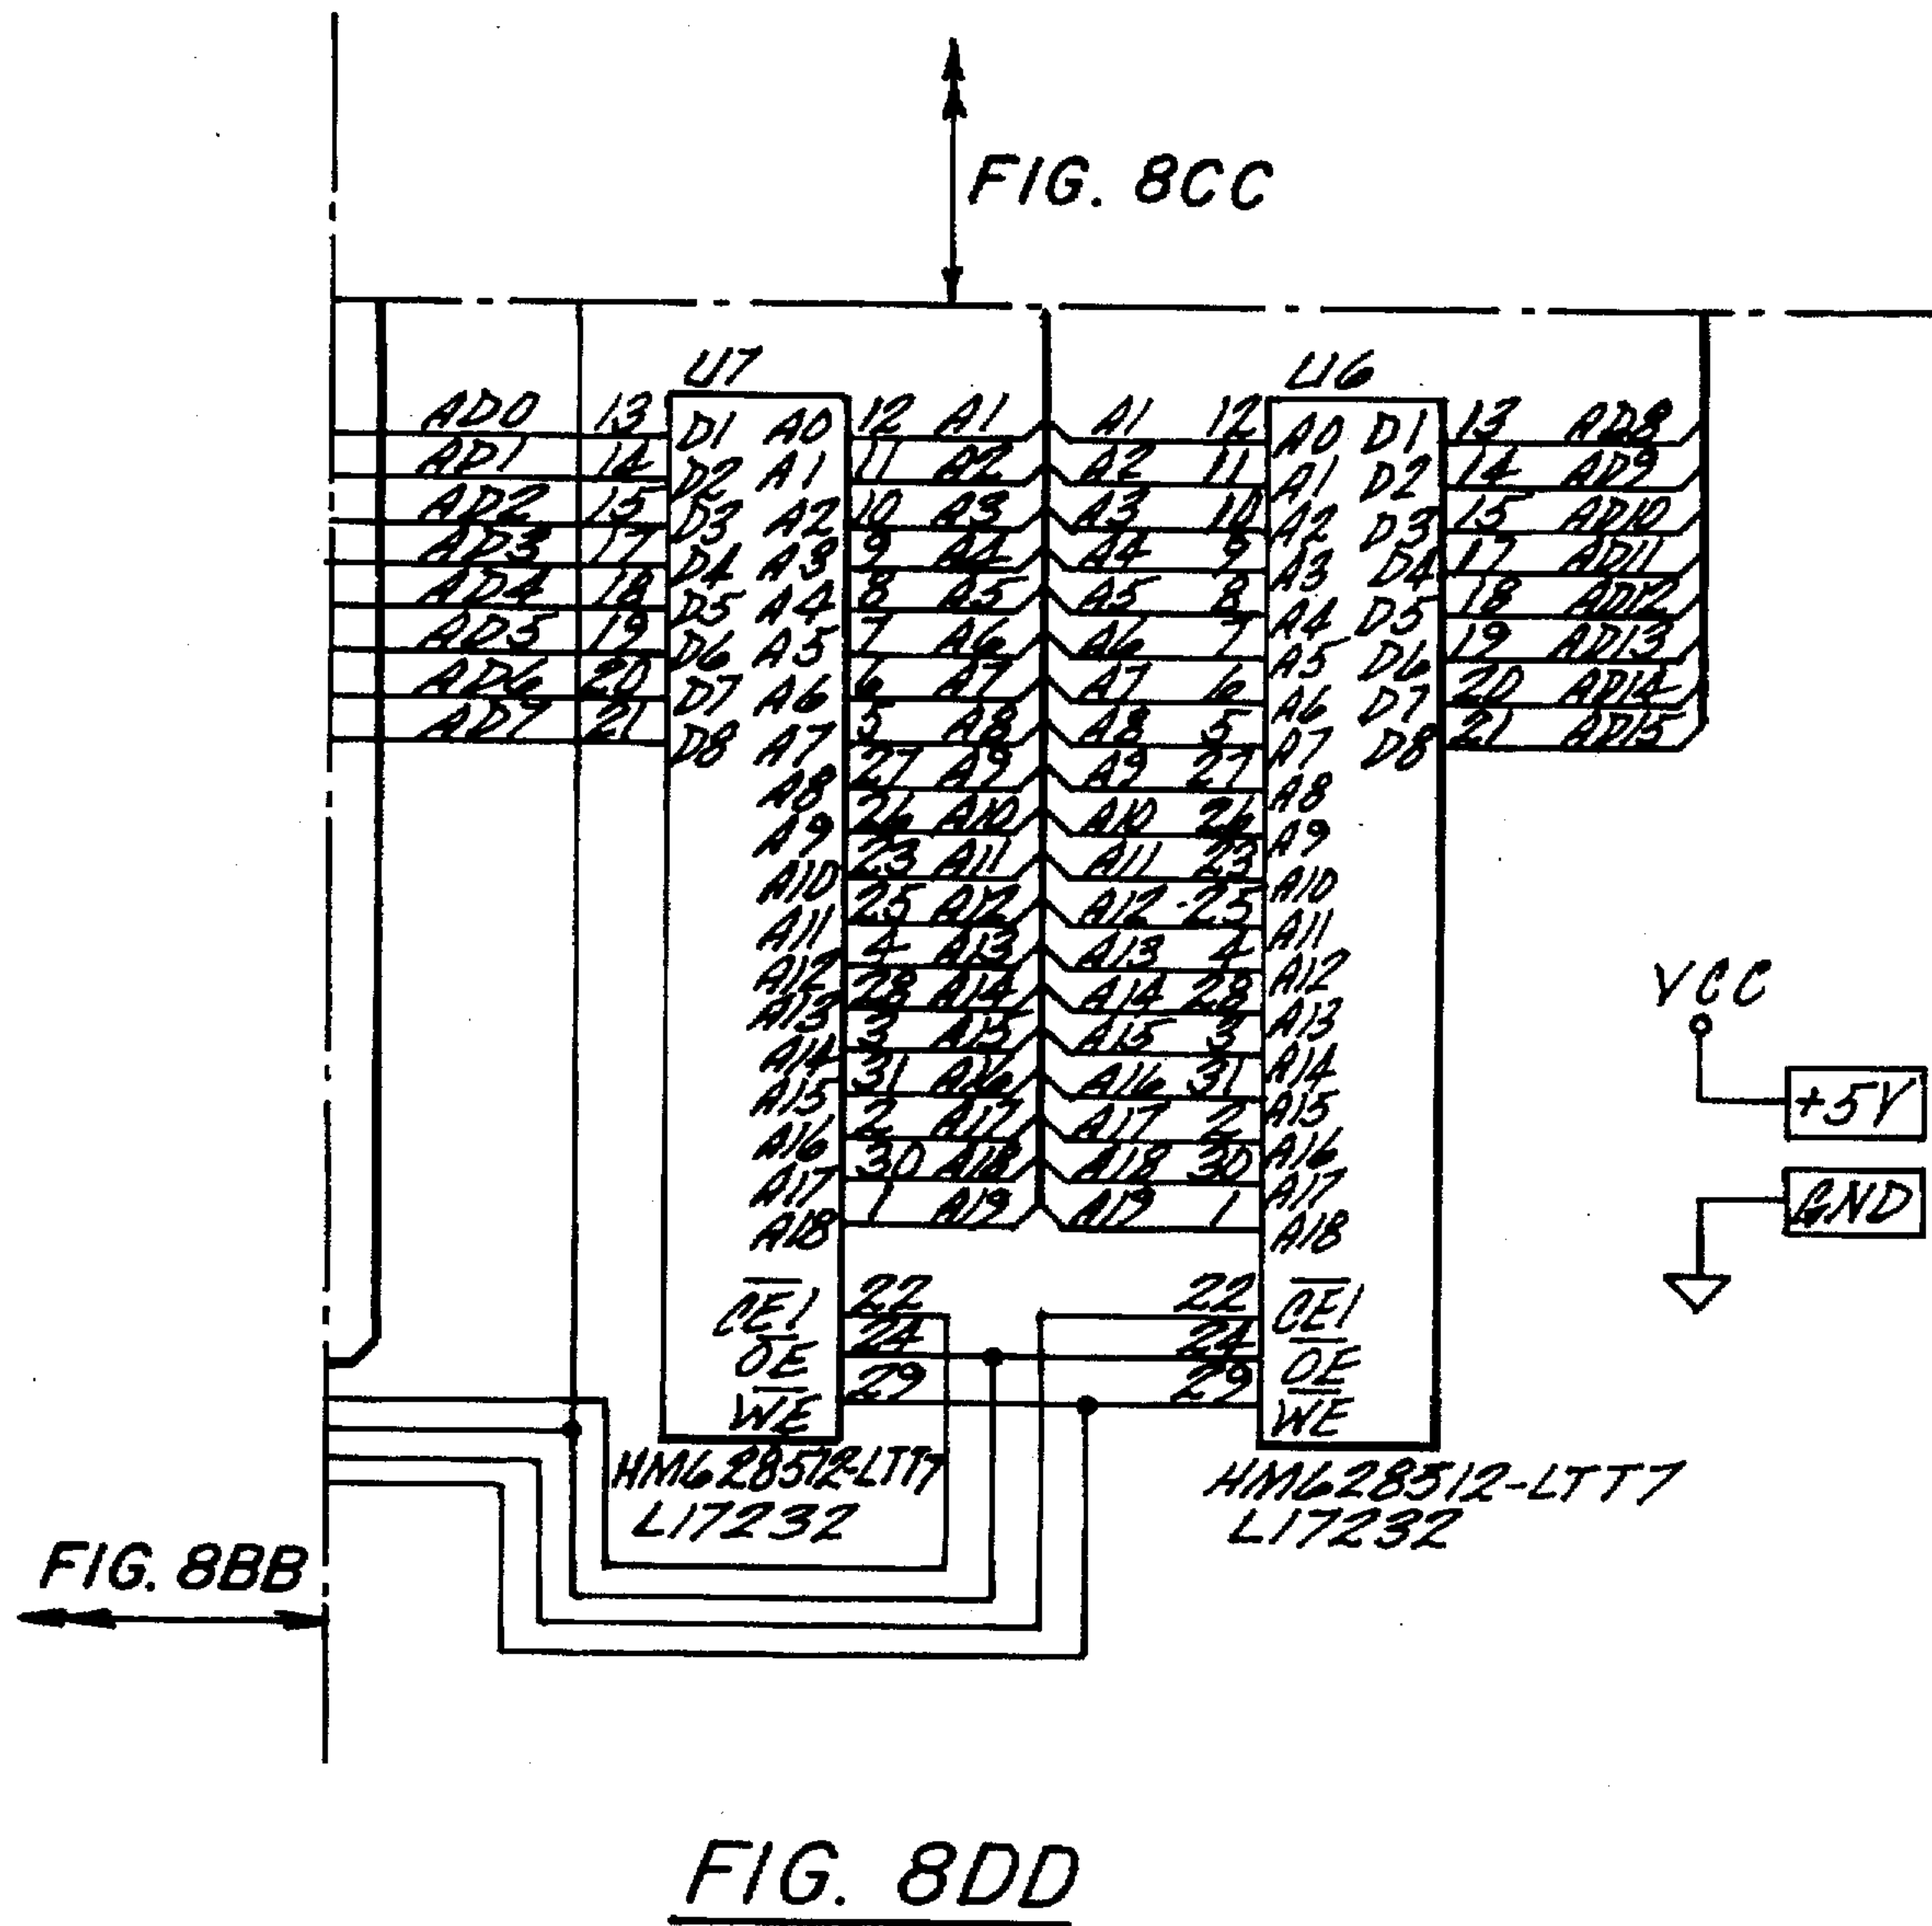 FIG. 8CC
U7 U6
AD0 13 D1 A0 12 A1 A1 12 A0 D1 13 AD8
AD1 14 D2 A1 11 A2 A2 11 A1 D2 14 AD9
AD2 15 D3 A2 10 A3 A3 10 A2 D3 15 AD10
AD3 17 D4 A3 9 A4 A4 9 A3 D4 17 AD11
AD4 18 D5 A4 8 A5 A5 8 A4 D5 18 AD12
AD5 19 D6 A5 7 A6 A6 7 A5 D6 19 AD13
AD6 20 D7 A6 6 A7 A7 6 A6 D7 20 AD14
AD7 21 D8 A7 5 A8 A8 5 A7 D8 21 AD15
A8 27 A9 A9 27 A8
A9 26 A10 A10 26 A9
A10 23 A11 A11 23 A10
A11 25 A12 A12 25 A11
A12 4 A13 A13 4 A12
A13 28 A14 A14 28 A13
A14 3 A15 A15 3 A14
A15 31 A16 A16 31 A15
A16 2 A17 A17 2 A16
A17 30 A18 A18 30 A17
A18 1 A19 A19 1 A18
VCC
+5V
GND
CE1 22 22 CE1
OE 24 24 OE
WE 29 29 WE
HM628512-LTT7 HM628512-LTT7
L17232 L17232
FIG. 8BB
FIG. 8DD